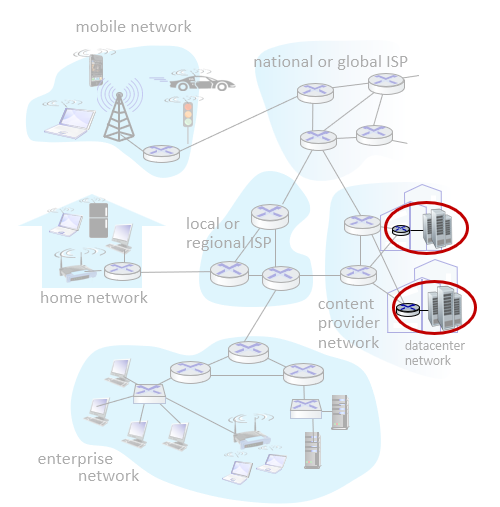 mobile network
national or global ISP
local or
regional ISP
home network
content
provider
network
datacenter
network
enterprise
network